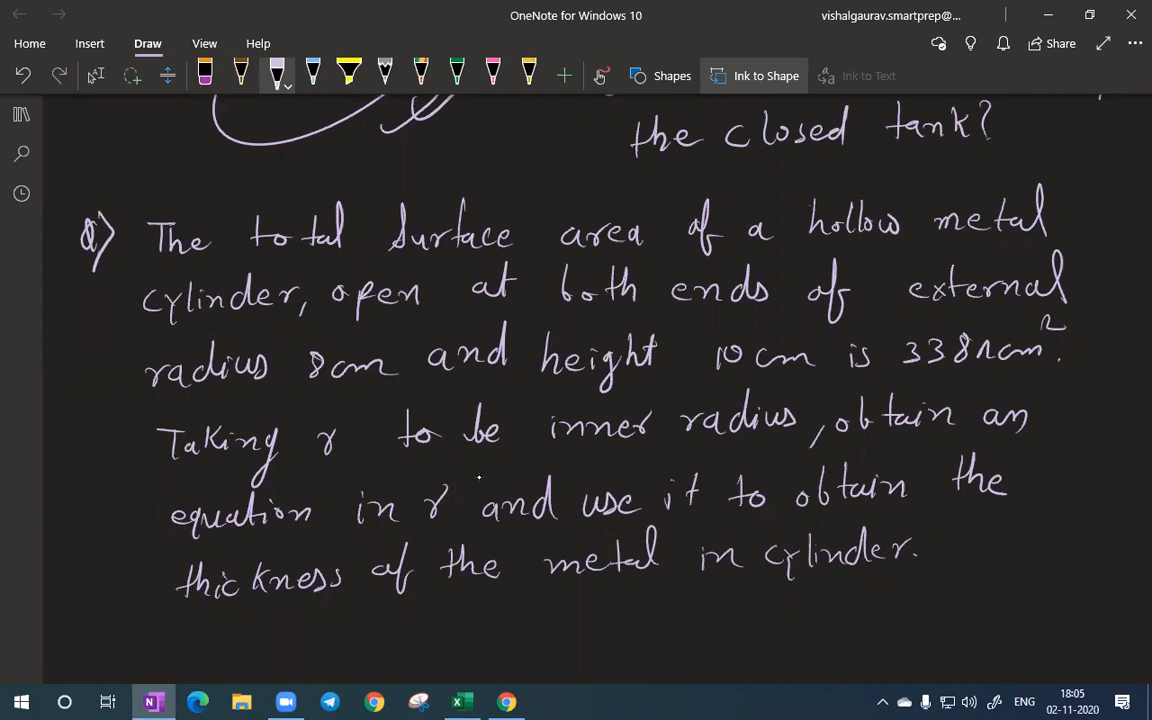 OneNote for Windows 10
vishalgaurav.smartprep@...
Home Insert Draw View Help
Share
Shapes
Ink to Shape
Ink to Text
the closed tank?
Q) The total surface area of a hollow metal
cylinder, open at both ends of external
radius 8cm and height 10 cm is 338πcm².
Taking r to be inner radius, obtain an
equation in r and use it to obtain the
thickness of the metal in cylinder.
ENG
18:05
02-11-2020